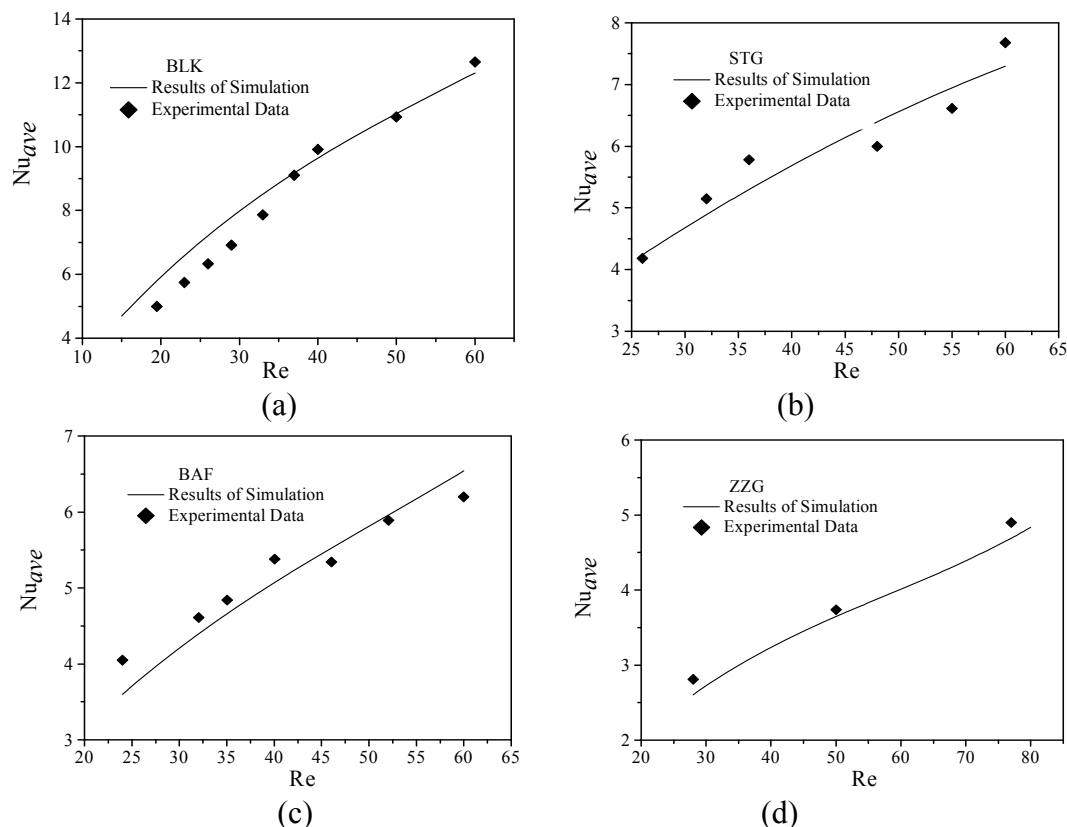 14
12
10
8
6
4
Nuave
BLK
Results of Simulation
Experimental Data
10
20
30
40
50
60
Re
(a)
8
7
6
5
4
3
Nuave
STG
Results of Simulation
Experimental Data
25
30
35
40
45
50
55
60
65
Re
(b)
7
6
5
4
3
Nuave
BAF
Results of Simulation
Experimental Data
20
25
30
35
40
45
50
55
60
65
Re
(c)
6
5
4
3
2
Nuave
ZZG
Results of Simulation
Experimental Data
20
30
40
50
60
70
80
Re
(d)